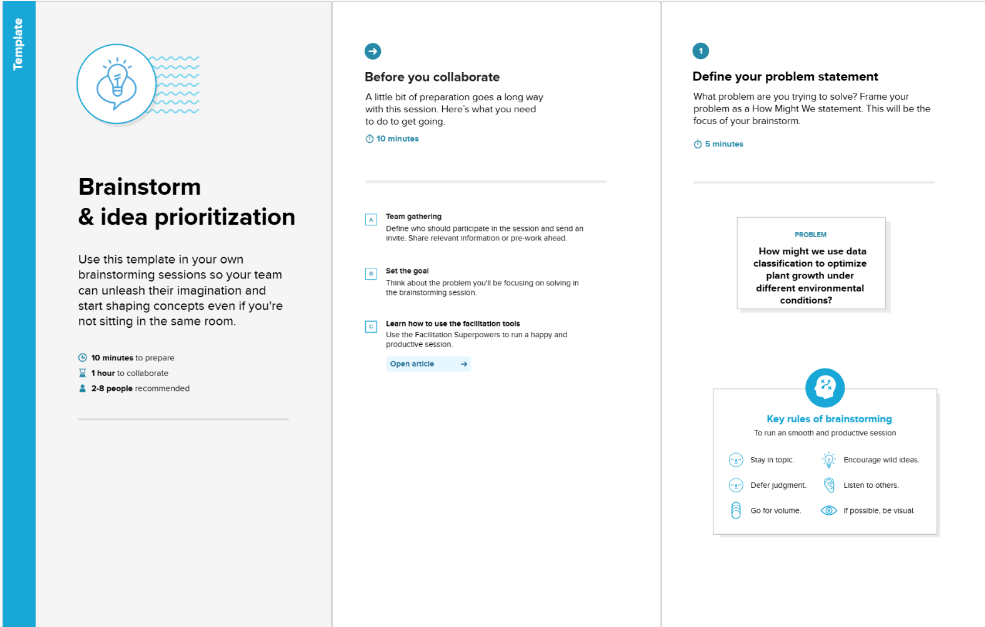 Template
Brainstorm
& idea prioritization
Use this template in your own
brainstorming sessions so your team
can unleash their imagination and
start shaping concepts even if you're
not sitting in the same room.
10 minutes to prepare
1 hour to collaborate
2-8 people recommended
Before you collaborate
A little bit of preparation goes a long way
with this session. Here's what you need
to do to get going.
10 minutes
A
Team gathering
Define who should participate in the session and send an
invite. Share relevant information or pre-work ahead.
B
Set the goal
Think about the problem you'll be focusing on solving in
the brainstorming session.
C
Learn how to use the facilitation tools
Use the Facilitation Superpowers to run a happy and
productive session.
Open article
1
Define your problem statement
What problem are you trying to solve? Frame your
problem as a How Might We statement. This will be the
focus of your brainstorm.
5 minutes
PROBLEM
How might we use data
classification to optimize
plant growth under
different environmental
conditions?
Key rules of brainstorming
To run an smooth and productive session
Stay in topic.
Encourage wild ideas.
Defer judgment.
Listen to others.
Go for volume.
If possible, be visual.